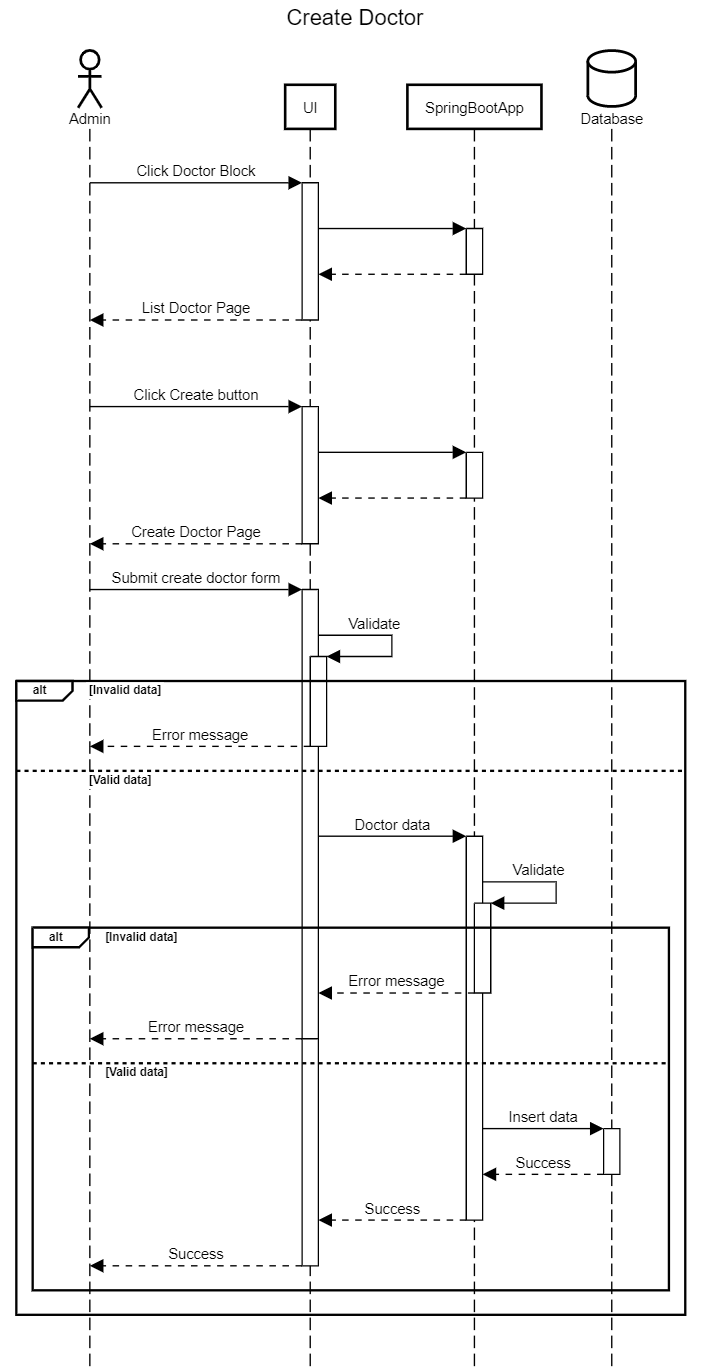 Create Doctor
Admin
UI
SpringBootApp
Database
Click Doctor Block
List Doctor Page
Click Create button
Create Doctor Page
Submit create doctor form
Validate
alt
[Invalid data]
Error message
[Valid data]
Doctor data
Validate
alt
[Invalid data]
Error message
Error message
[Valid data]
Insert data
Success
Success
Success